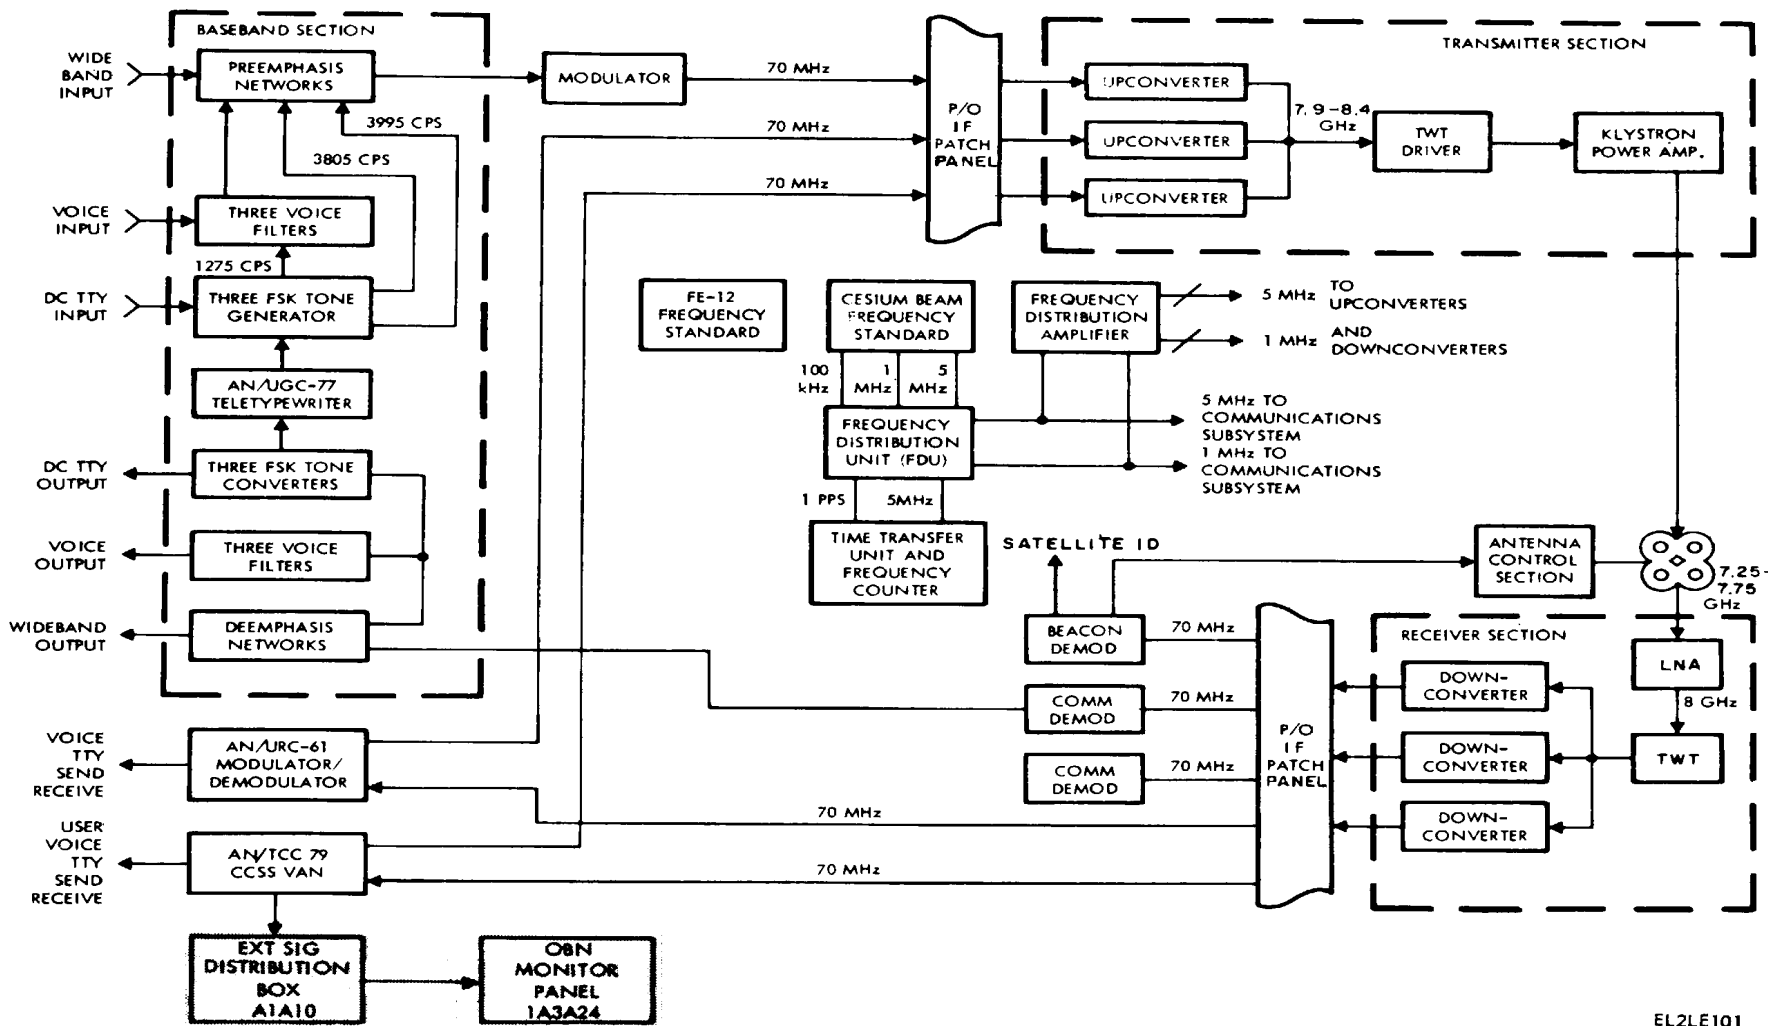 BASEBAND SECTION
WIDE
BAND
INPUT
PREEMPHASIS
NETWORKS
MODULATOR
70 MHz
3995 CPS
70 MHz
3805 CPS
70 MHz
VOICE
INPUT
THREE VOICE
FILTERS
1275 CPS
DC TTY
INPUT
THREE FSK TONE
GENERATOR
AN/UGC-77
TELETYPEWRITER
DC TTY
OUTPUT
THREE FSK TONE
CONVERTERS
VOICE
OUTPUT
THREE VOICE
FILTERS
WIDEBAND
OUTPUT
DEEMPHASIS
NETWORKS
P/O
IF
PATCH
PANEL
TRANSMITTER SECTION
UPCONVERTER
UPCONVERTER
UPCONVERTER
7.9-8.4
GHz
TWT
DRIVER
KLYSTRON
POWER AMP.
FE-12
FREQUENCY
STANDARD
CESIUM BEAM
FREQUENCY
STANDARD
FREQUENCY
DISTRIBUTION
AMPLIFIER
5 MHz TO
UPCONVERTERS
1 MHz AND
DOWNCONVERTERS
100
kHz
1
MHz
5
MHz
FREQUENCY
DISTRIBUTION
UNIT (FDU)
5 MHz TO
COMMUNICATIONS
SUBSYSTEM
1 MHz TO
COMMUNICATIONS
SUBSYSTEM
1 PPS
5MHz
TIME TRANSFER
UNIT AND
FREQUENCY
COUNTER
SATELLITE ID
ANTENNA
CONTROL
SECTION
7.25-
7.75
GHz
BEACON
DEMOD
70 MHz
COMM
DEMOD
70 MHz
COMM
DEMOD
70 MHz
P/O
IF
PATCH
PANEL
RECEIVER SECTION
DOWN-
CONVERTER
DOWN-
CONVERTER
DOWN-
CONVERTER
LNA
8 GHz
TWT
VOICE
TTY
SEND
RECEIVE
AN/URC-61
MODULATOR/
DEMODULATOR
70 MHz
USER
VOICE
TTY
SEND
RECEIVE
AN/TCC 79
CCSS VAN
70 MHz
EXT SIG
DISTRIBUTION
BOX
A1A10
OBN
MONITOR
PANEL
1A3A24
EL2LE101